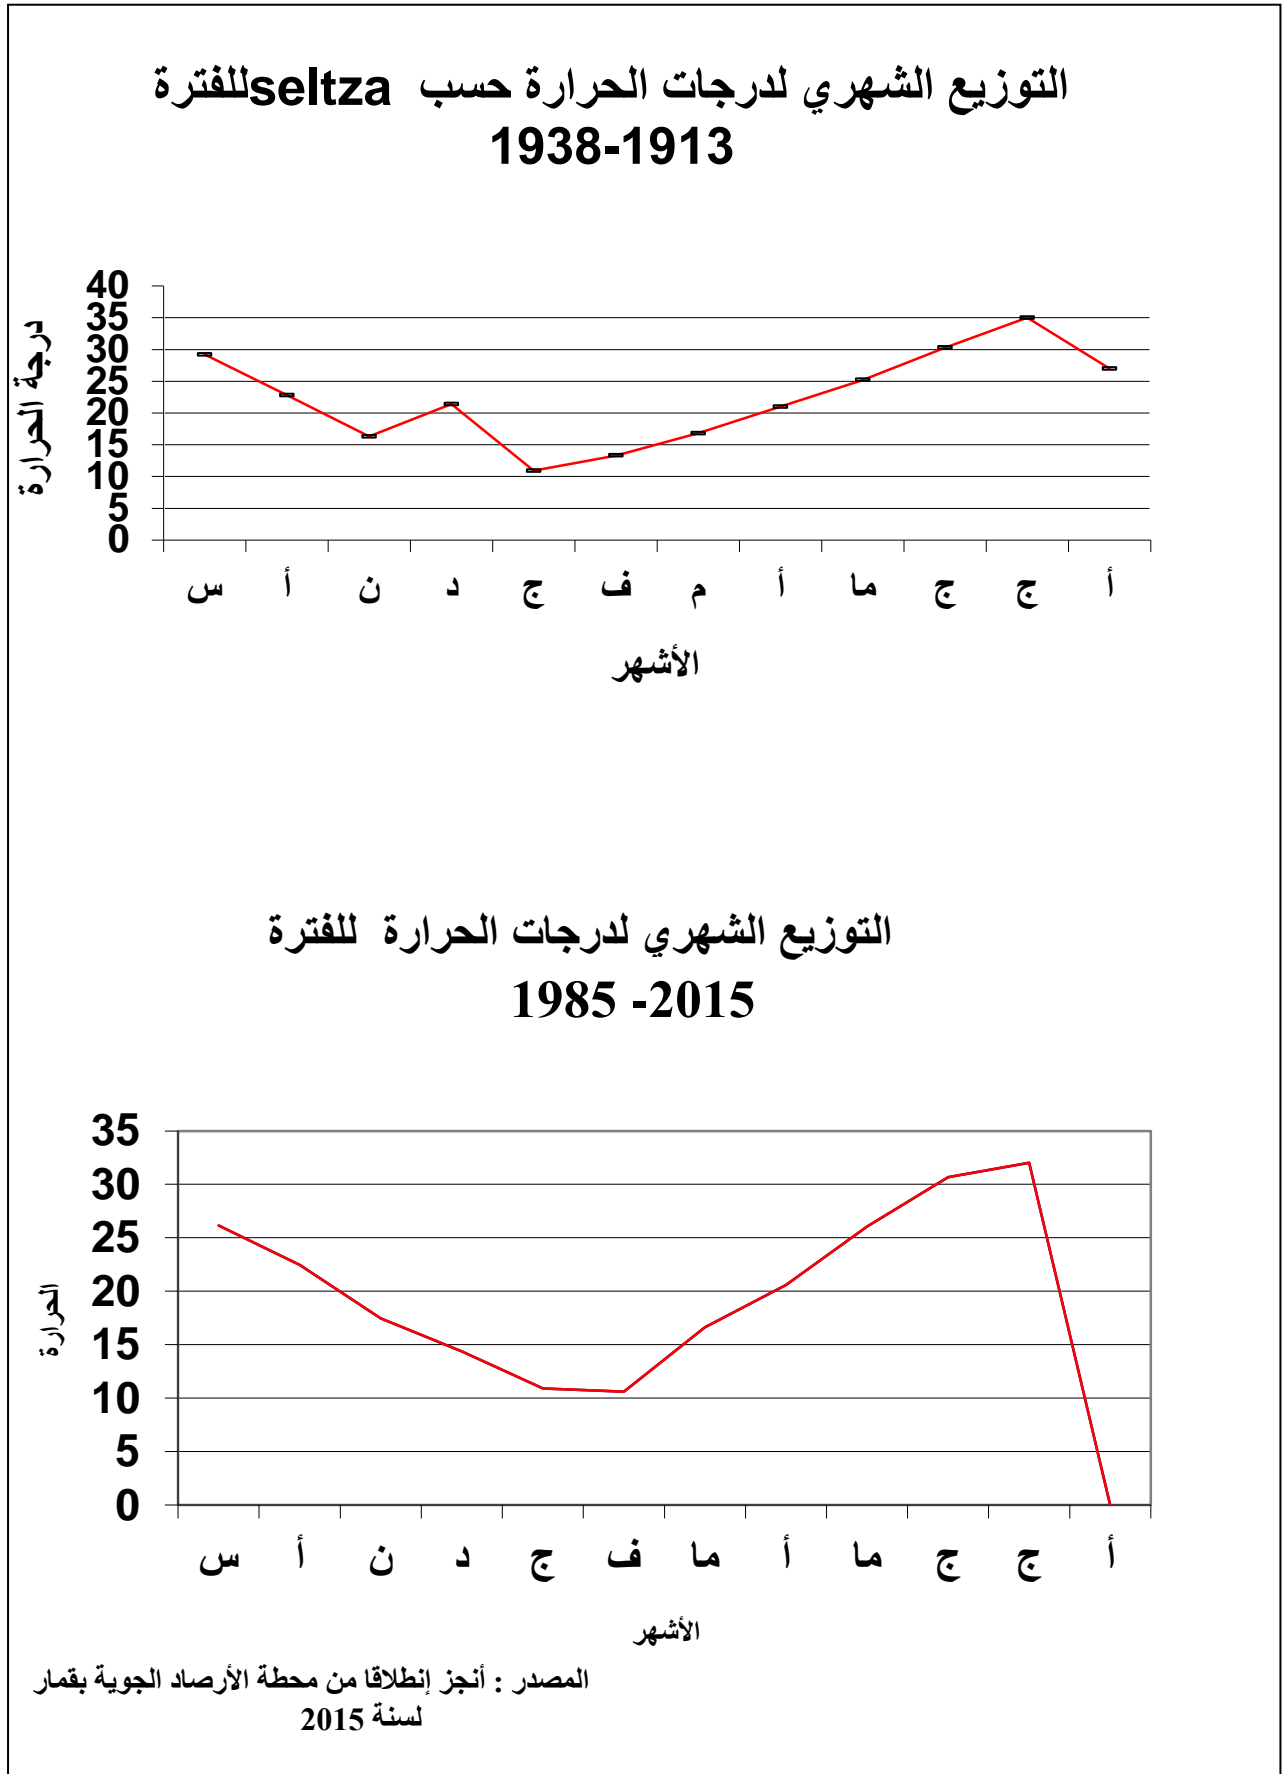 التوزيع الشهري لدرجات الحرارة حسب seltzaللفترة
1938-1913
40
35
30
25
20
15
10
5
0
درجة الحرارة
س أ ن د ج ف م أ ما ج ج أ
الأشهر
التوزيع الشهري لدرجات الحرارة للفترة
1985 -2015
35
30
25
20
15
10
5
0
الحرارة
س أ ن د ج ف ما أ ما ج ج أ
الأشهر
المصدر : أنجز إنطلاقا من محطة الأرصاد الجوية بقمار
لسنة 2015